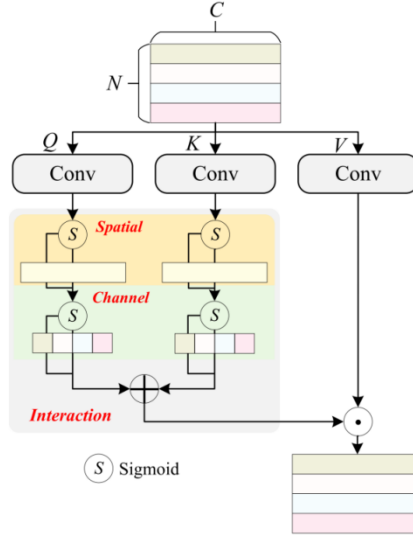 C
N
Q K V
Conv Conv Conv
S Spatial S
Channel
S S
Interaction
S Sigmoid